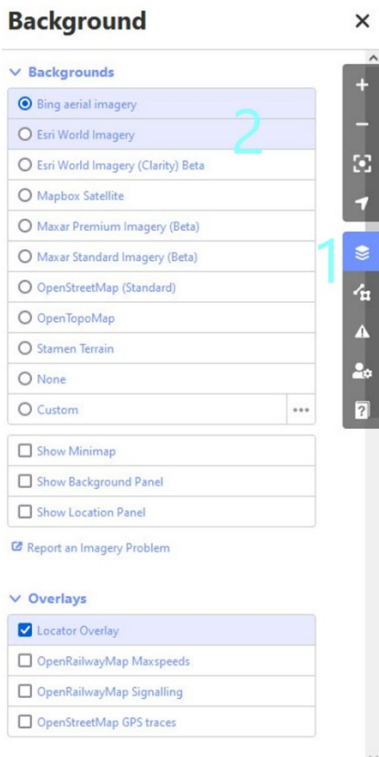 Background
Backgrounds
Bing aerial imagery
2
Esri World Imagery
Esri World Imagery (Clarity) Beta
Mapbox Satellite
Maxar Premium Imagery (Beta)
1
Maxar Standard Imagery (Beta)
OpenStreetMap (Standard)
OpenTopoMap
Stamen Terrain
None
Custom
Show Minimap
Show Background Panel
Show Location Panel
Report an Imagery Problem
Overlays
Locator Overlay
OpenRailwayMap Maxspeeds
OpenRailwayMap Signalling
OpenStreetMap GPS traces